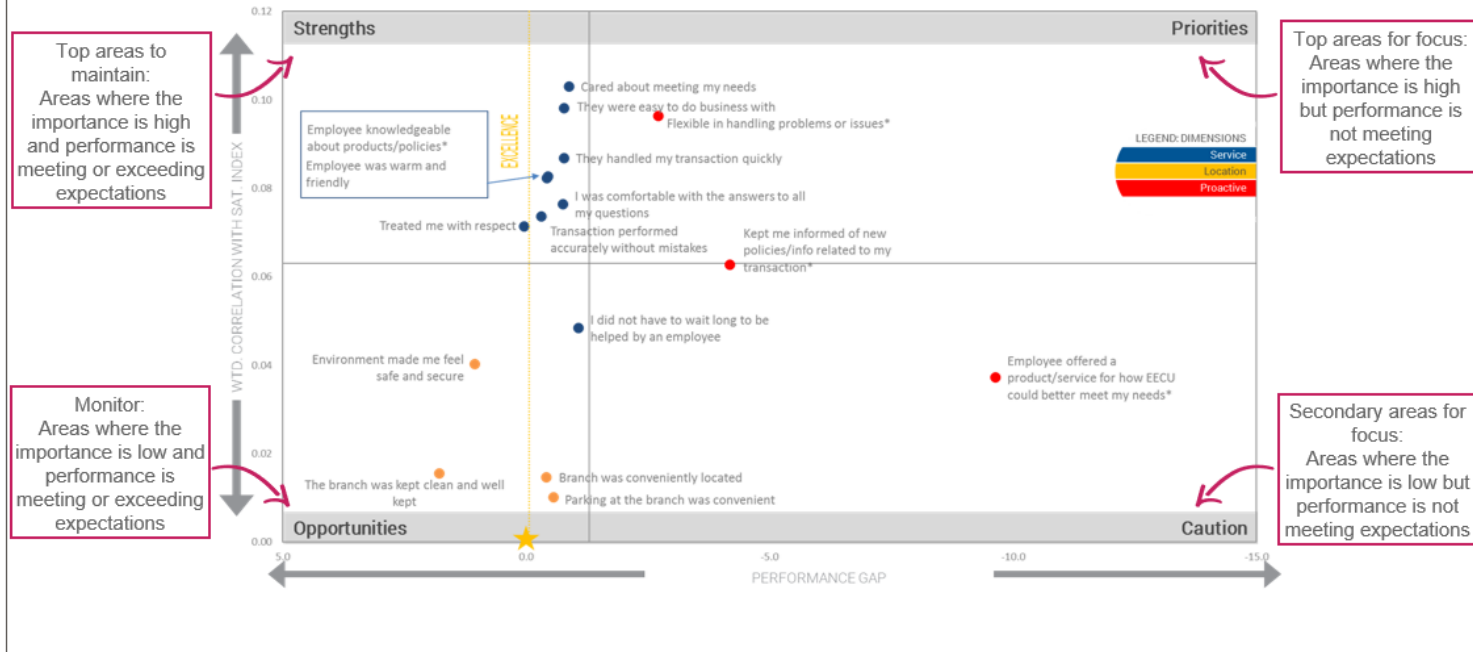 0.12
Strengths
Priorities
Top areas to
maintain:
Areas where the
importance is high
and performance is
meeting or exceeding
expectations
Top areas for focus:
Areas where the
importance is high
but performance is
not meeting
expectations
Cared about meeting my needs
0.10
They were easy to do business with
Flexible in handling problems or issues*
EXCELLENCE
Employee knowledgeable
about products/policies*
Employee was warm and
friendly
LEGEND: DIMENSIONS
Service
Location
Proactive
They handled my transaction quickly
0.08
I was comfortable with the answers to all
my questions
Treated me with respect
Transaction performed
accurately without mistakes
Kept me informed of new
policies/info related to my
transaction*
WTD. CORRELATION WITH SAT. INDEX
0.06
I did not have to wait long to be
helped by an employee
Environment made me feel
safe and secure
0.04
Employee offered a
product/service for how EECU
could better meet my needs*
Monitor:
Areas where the
importance is low and
performance is
meeting or exceeding
expectations
Secondary areas for
focus:
Areas where the
importance is low but
performance is not
meeting expectations
0.02
The branch was kept clean and well
kept
Branch was conveniently located
Parking at the branch was convenient
Opportunities
Caution
0.00
5.0
0.0
-5.0
-10.0
-15.0
PERFORMANCE GAP